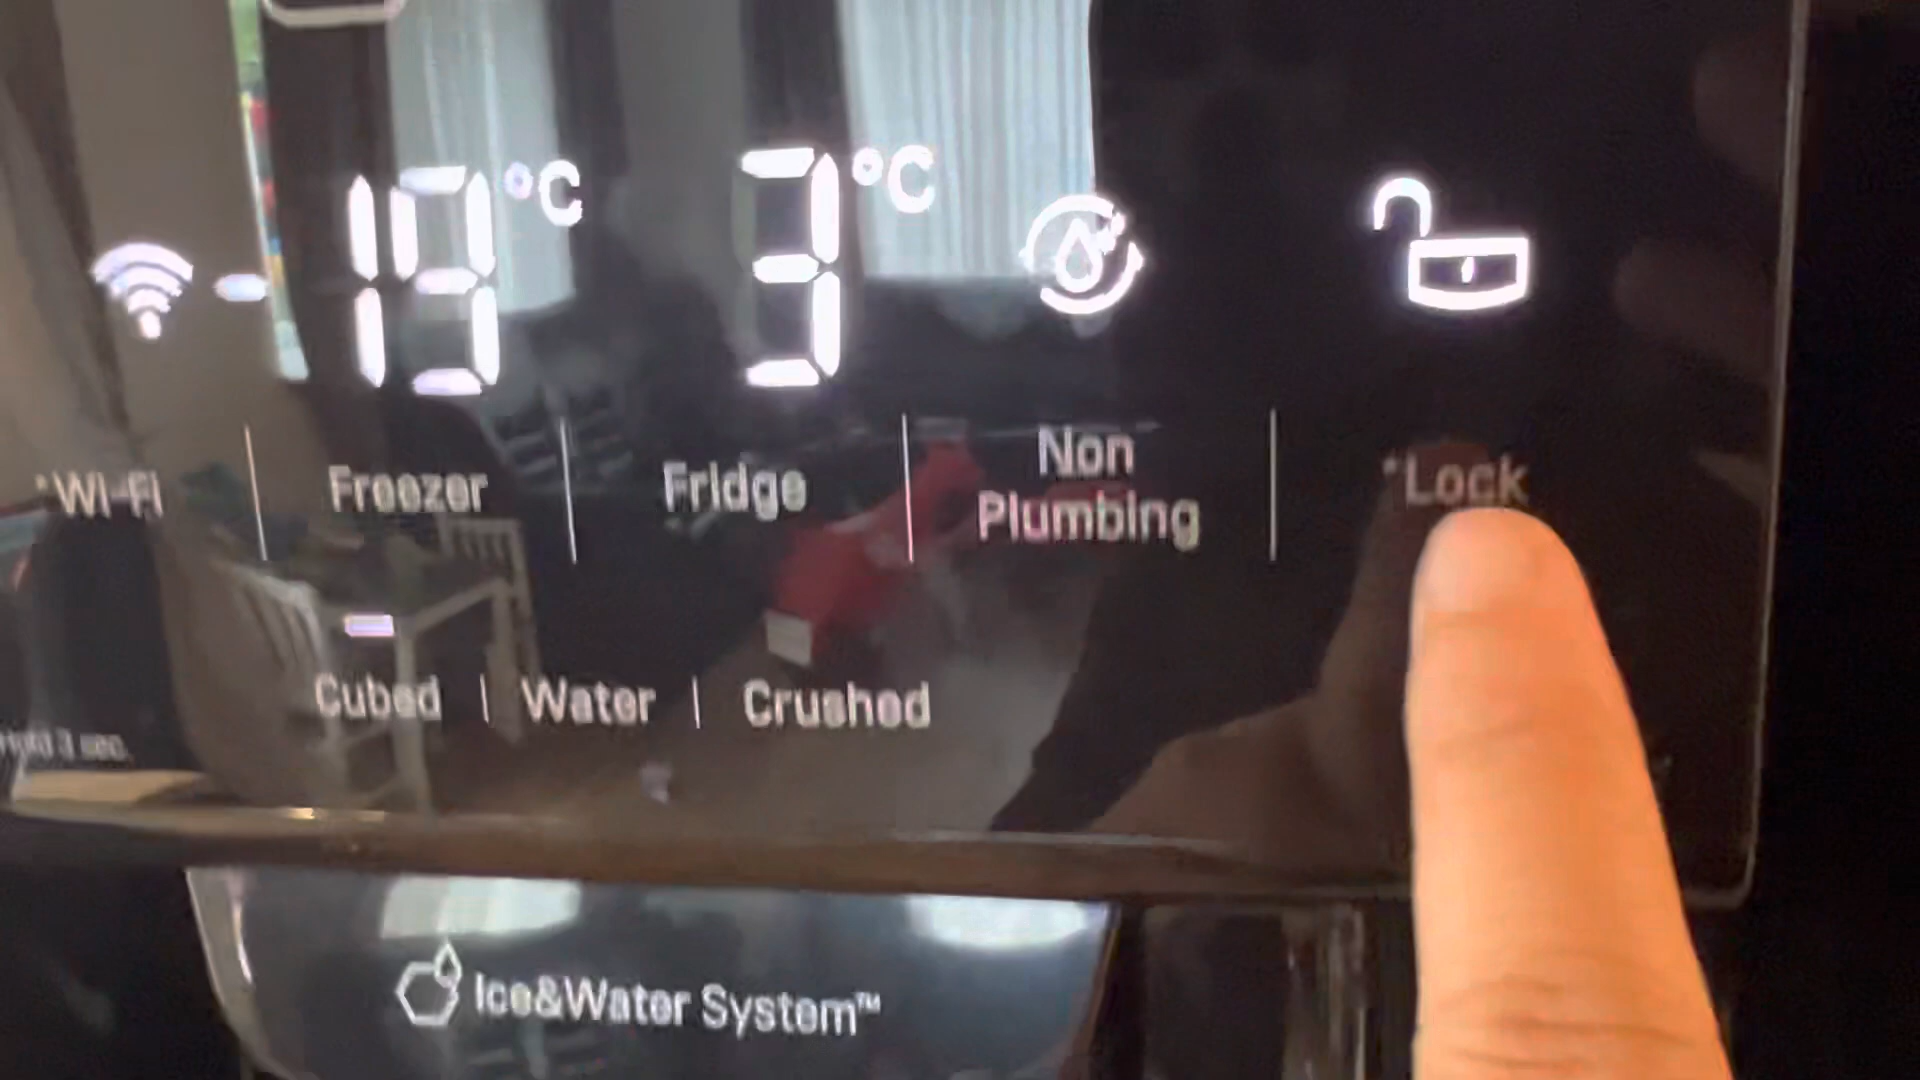 -19 °C 3 °C
*Wi-Fi Freezer Fridge Non Plumbing *Lock
Cubed | Water | Crushed
Hold 3 sec.
Ice&Water System™